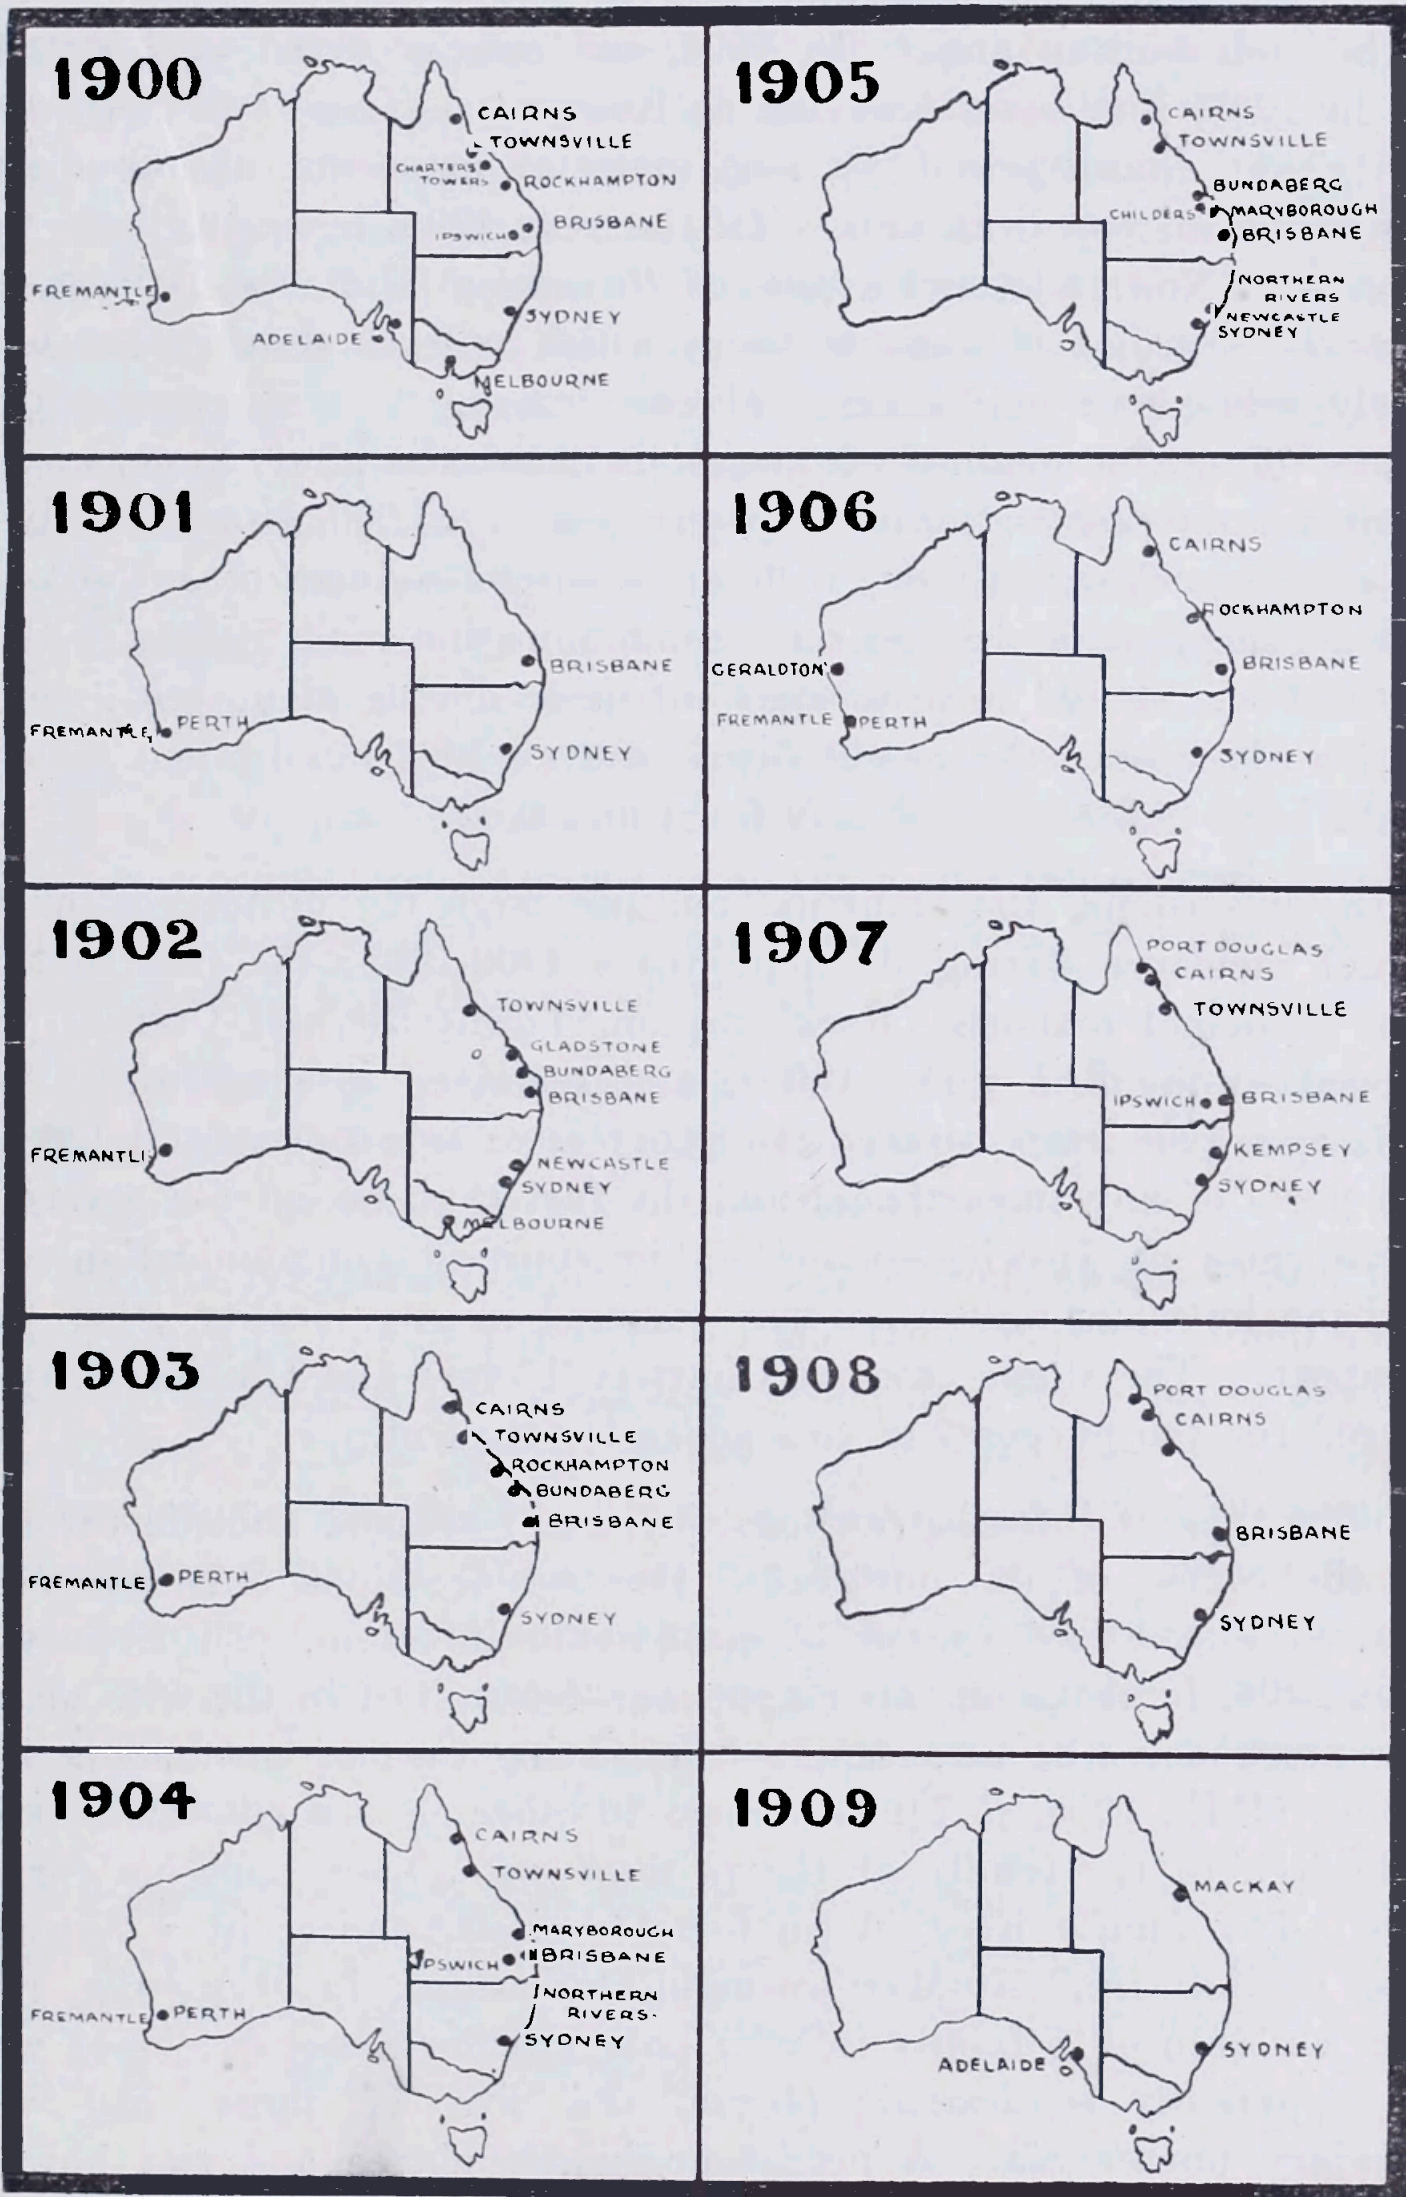 1900
CAIRNS
TOWNSVILLE
CHARTERS
TOWERS
ROCKHAMPTON
BRISBANE
IPSWICH
FREMANTLE
SYDNEY
ADELAIDE
MELBOURNE
1901
BRISBANE
FREMANTLE
PERTH
SYDNEY
1902
TOWNSVILLE
GLADSTONE
BUNDABERG
BRISBANE
FREMANTLE
NEWCASTLE
SYDNEY
MELBOURNE
1903
CAIRNS
TOWNSVILLE
ROCKHAMPTON
BUNDABERG
BRISBANE
FREMANTLE
PERTH
SYDNEY
1904
CAIRNS
TOWNSVILLE
MARYBOROUGH
BRISBANE
IPSWICH
NORTHERN
RIVERS
FREMANTLE
PERTH
SYDNEY
1905
CAIRNS
TOWNSVILLE
BUNDABERG
CHILDERS
MARYBOROUGH
BRISBANE
NORTHERN
RIVERS
NEWCASTLE
SYDNEY
1906
CAIRNS
ROCKHAMPTON
GERALDTON
BRISBANE
FREMANTLE
PERTH
SYDNEY
1907
PORT DOUGLAS
CAIRNS
TOWNSVILLE
IPSWICH
BRISBANE
KEMPSEY
SYDNEY
1908
PORT DOUGLAS
CAIRNS
BRISBANE
SYDNEY
1909
MACKAY
ADELAIDE
SYDNEY